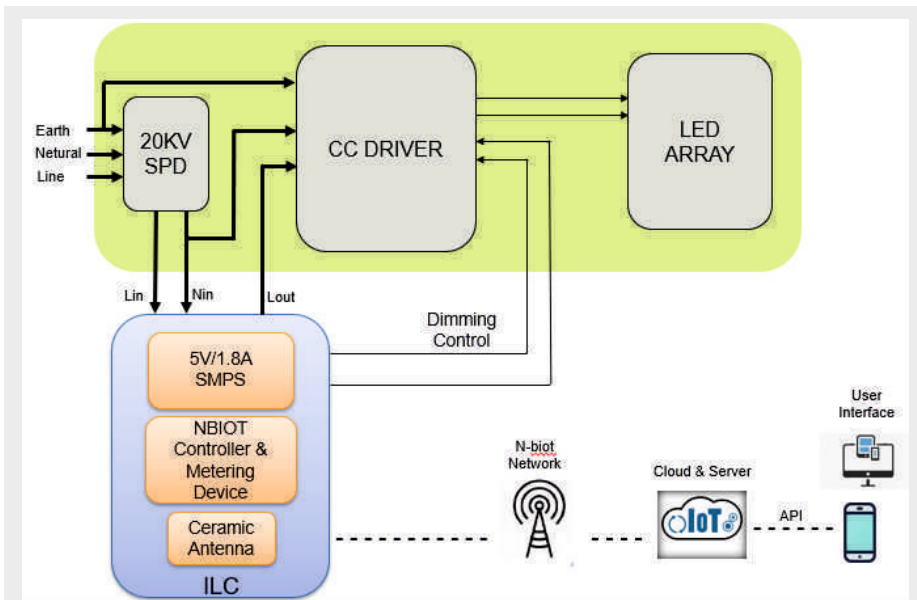 Earth
Netural
Line
20KV
SPD
CC DRIVER
LED
ARRAY
Lin
Nin
Lout
Dimming
Control
5V/1.8A
SMPS
NBIOT
Controller &
Metering
Device
Ceramic
Antenna
ILC
N-biot
Network
Cloud & Server
IoT
API
User
Interface